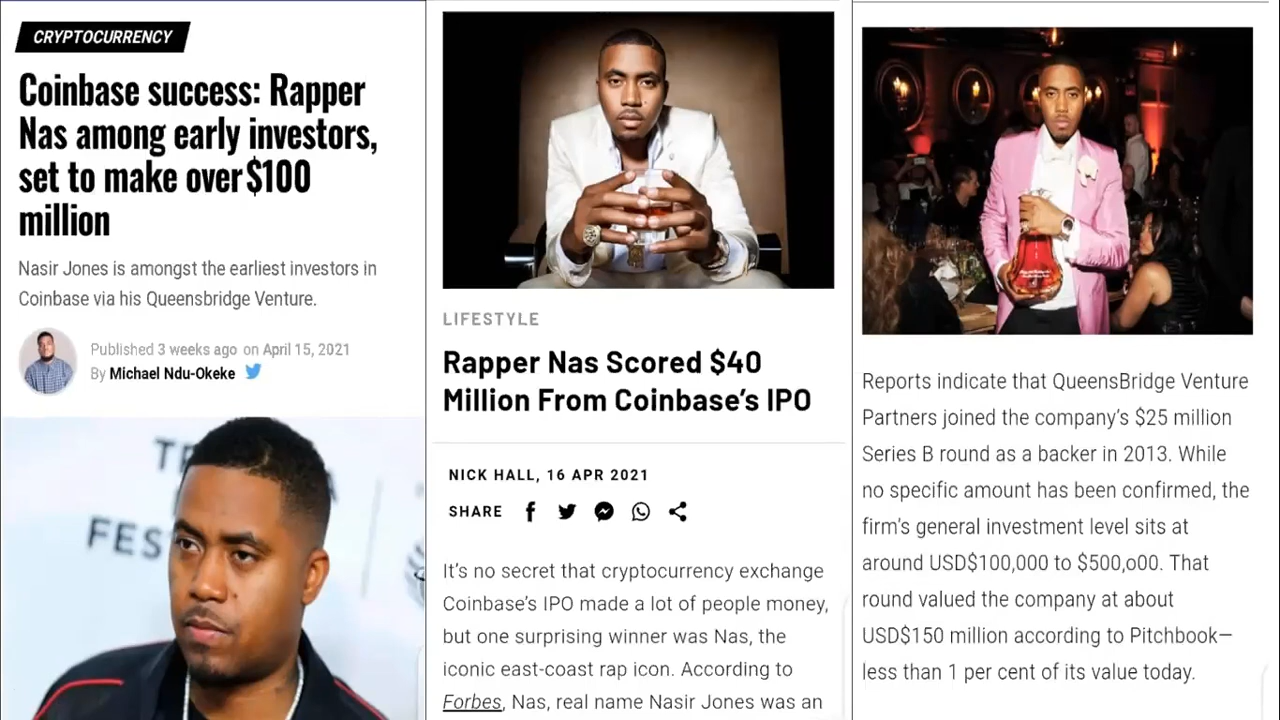 CRYPTOCURRENCY
Coinbase success: Rapper
Nas among early investors,
set to make over $100
million
Nasir Jones is amongst the earliest investors in
Coinbase via his Queensbridge Venture.
Published 3 weeks ago on April 15, 2021
By Michael Ndu-Okeke
FES
LIFESTYLE
Rapper Nas Scored $40
Million From Coinbase’s IPO
NICK HALL, 16 APR 2021
SHARE
It’s no secret that cryptocurrency exchange
Coinbase’s IPO made a lot of people money,
but one surprising winner was Nas, the
iconic east-coast rap icon. According to
Forbes, Nas, real name Nasir Jones was an
Reports indicate that QueensBridge Venture
Partners joined the company’s $25 million
Series B round as a backer in 2013. While
no specific amount has been confirmed, the
firm’s general investment level sits at
around USD$100,000 to $500,o00. That
round valued the company at about
USD$150 million according to Pitchbook—
less than 1 per cent of its value today.